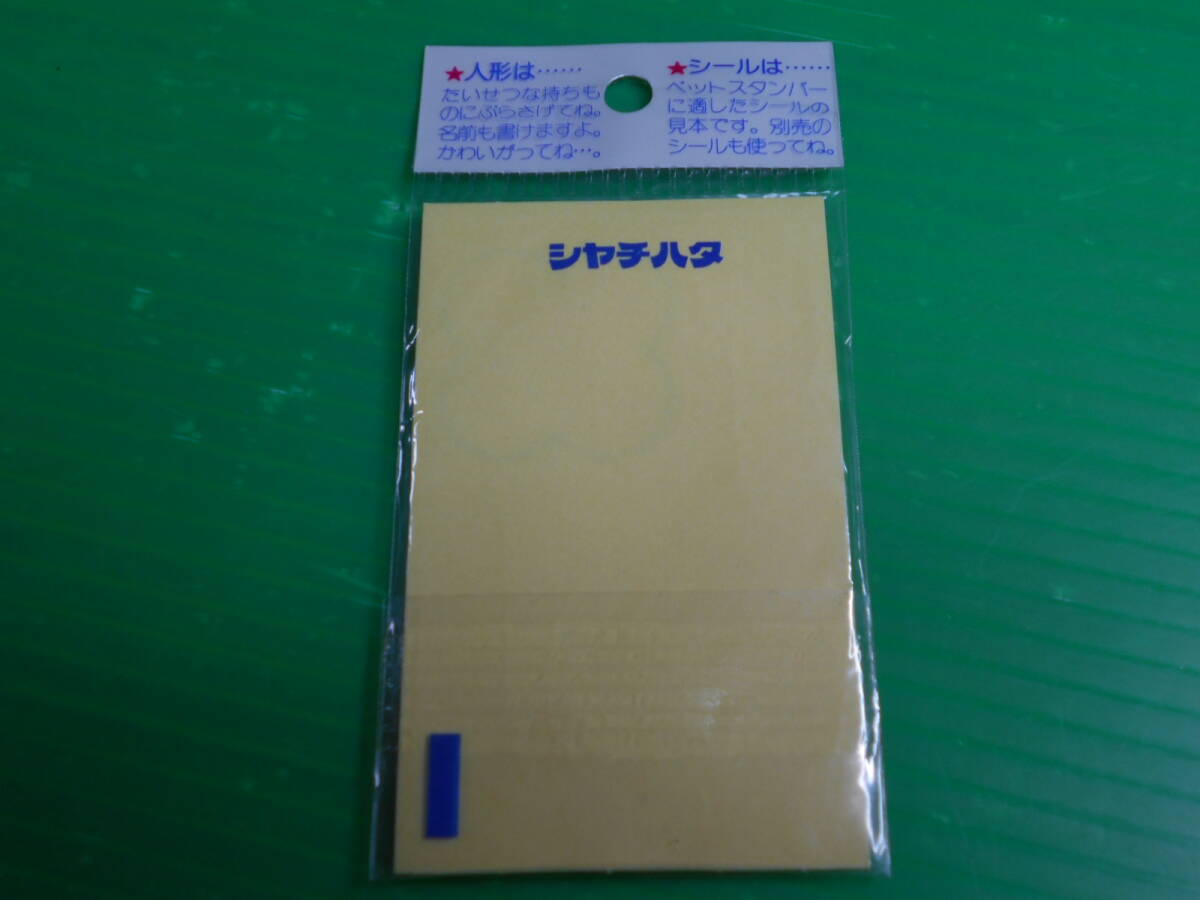 ★人形は……
たいせつな持ちも
のにぶらさげてね。
名前も書けますよ。
かわいがってね…。
★シールは……
ペットスタンパー
に適したシールの
見本です。別売の
シールも使ってね。
シヤチハタ